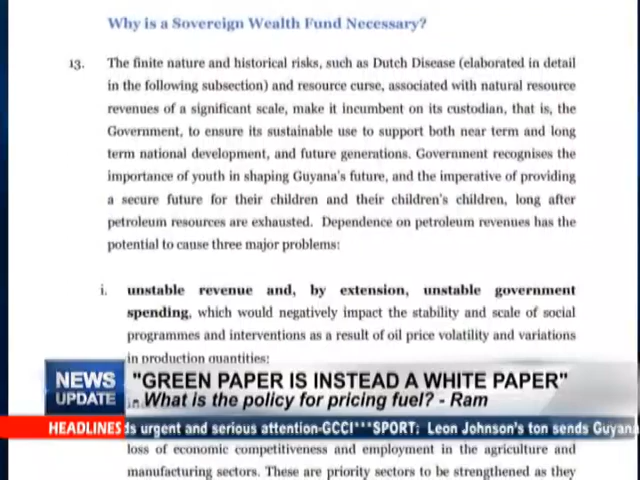 Why is a Sovereign Wealth Fund Necessary?
13. The finite nature and historical risks, such as Dutch Disease (elaborated in detail
in the following subsection) and resource curse, associated with natural resource
revenues of a significant scale, make it incumbent on its custodian, that is, the
Government, to ensure its sustainable use to support both near term and long
term national development, and future generations. Government recognises the
importance of youth in shaping Guyana's future, and the imperative of providing
a secure future for their children and their children's children, long after
petroleum resources are exhausted. Dependence on petroleum revenues has the
potential to cause three major problems:
i. unstable revenue and, by extension, unstable government
spending, which would negatively impact the stability and scale of social
programmes and interventions as a result of oil price volatility and variations
in production quantities;
NEWS UPDATE
"GREEN PAPER IS INSTEAD A WHITE PAPER"
What is the policy for pricing fuel? - Ram
HEADLINES ds urgent and serious attention-GCCI***SPORT: Leon Johnson's ton sends Guyana
loss of economic competitiveness and employment in the agriculture and
manufacturing sectors. These are priority sectors to be strengthened as they